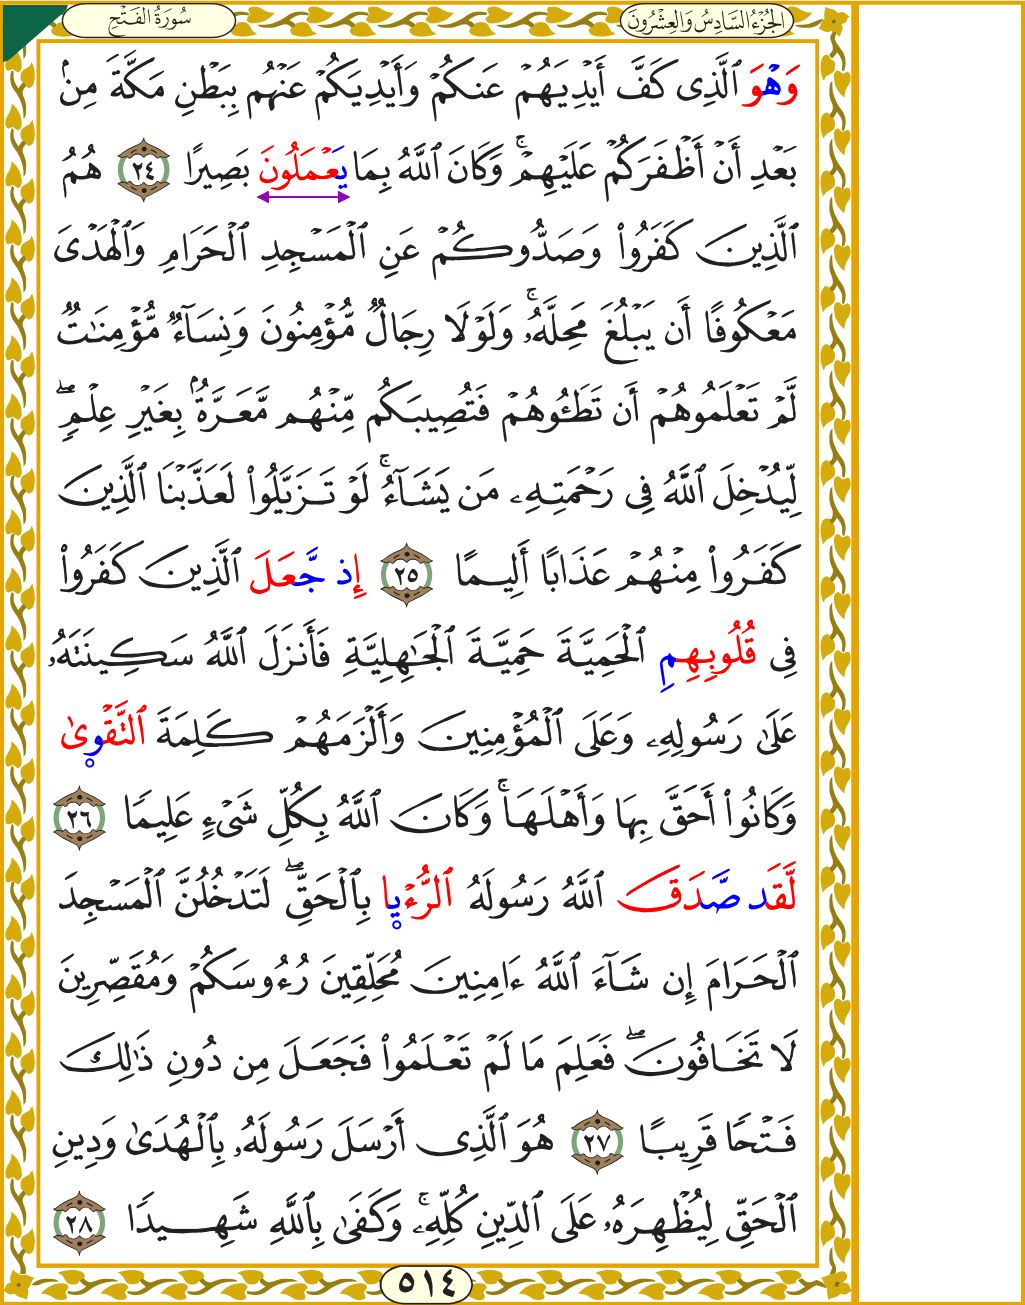 الجُزْءُ السَّادِسُ وَالعِشْرُونَ
سُورَةُ الفَتْحِ
وَهْوَ ٱلَّذِى كَفَّ أَيْدِيَهُمْ عَنكُمْ وَأَيْدِيَكُمْ عَنْهُم بِبَطْنِ مَكَّةَ مِنۢ
بَعْدِ أَنْ أَظْفَرَكُمْ عَلَيْهِمْ ۚ وَكَانَ ٱللَّهُ بِمَا يَعْمَلُونَ بَصِيرًا ٢٤ هُمُ
ٱلَّذِينَ كَفَرُوا۟ وَصَدُّوكُمْ عَنِ ٱلْمَسْجِدِ ٱلْحَرَامِ وَٱلْهَدْىَ
مَعْكُوفًا أَن يَبْلُغَ مَحِلَّهُۥ ۚ وَلَوْلَا رِجَالٌ مُّؤْمِنُونَ وَنِسَآءٌ مُّؤْمِنَـٰتٌ
لَّمْ تَعْلَمُوهُمْ أَن تَطَـُٔوهُمْ فَتُصِيبَكُم مِّنْهُم مَّعَرَّةٌۢ بِغَيْرِ عِلْمٍ ۖ
لِّيُدْخِلَ ٱللَّهُ فِى رَحْمَتِهِۦ مَن يَشَآءُ ۚ لَوْ تَزَيَّلُوا۟ لَعَذَّبْنَا ٱلَّذِينَ
كَفَرُوا۟ مِنْهُمْ عَذَابًا أَلِيمًا ٢٥ إِذ جَّعَلَ ٱلَّذِينَ كَفَرُوا۟
فِى قُلُوبِهِمِ ٱلْحَمِيَّةَ حَمِيَّةَ ٱلْجَـٰهِلِيَّةِ فَأَنزَلَ ٱللَّهُ سَكِينَتَهُۥ
عَلَىٰ رَسُولِهِۦ وَعَلَى ٱلْمُؤْمِنِينَ وَأَلْزَمَهُمْ كَلِمَةَ ٱلتَّقْوىٰ
وَكَانُوٓا۟ أَحَقَّ بِهَا وَأَهْلَهَا ۚ وَكَانَ ٱللَّهُ بِكُلِّ شَىْءٍ عَلِيمًا ٢٦
لَّقَد صَّدَقَ ٱللَّهُ رَسُولَهُ ٱلرُّءْيا بِٱلْحَقِّ ۖ لَتَدْخُلُنَّ ٱلْمَسْجِدَ
ٱلْحَرَامَ إِن شَآءَ ٱللَّهُ ءَامِنِينَ مُحَلِّقِينَ رُءُوسَكُمْ وَمُقَصِّرِينَ
لَا تَخَافُونَ ۖ فَعَلِمَ مَا لَمْ تَعْلَمُوا۟ فَجَعَلَ مِن دُونِ ذَٰلِكَ
فَتْحًا قَرِيبًا ٢٧ هُوَ ٱلَّذِىٓ أَرْسَلَ رَسُولَهُۥ بِٱلْهُدَىٰ وَدِينِ
ٱلْحَقِّ لِيُظْهِرَهُۥ عَلَى ٱلدِّينِ كُلِّهِۦ ۚ وَكَفَىٰ بِٱللَّهِ شَهِيدًا ٢٨
٥١٤